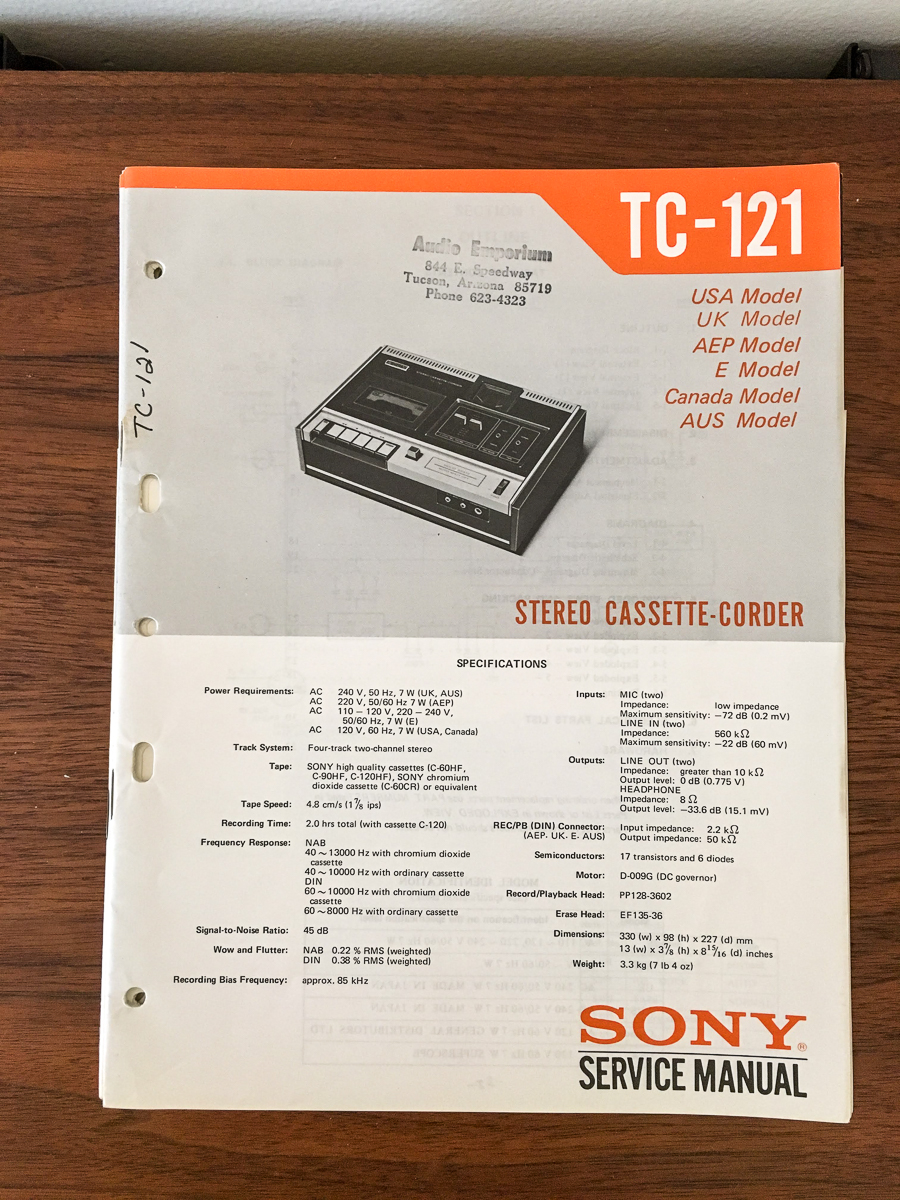 TC-121
Audio Emporium
844 E. Speedway
Tucson, Arizona 85719
Phone 623-4323
USA Model
UK Model
AEP Model
E Model
Canada Model
AUS Model
TC-121
STEREO CASSETTE-CORDER
SPECIFICATIONS
Power Requirements: AC 240 V, 50 Hz, 7 W (UK, AUS)
AC 220 V, 50/60 Hz, 7 W (AEP)
AC 110 – 120 V, 220 – 240 V,
50/60 Hz, 7 W (E)
AC 120 V, 60 Hz, 7 W (USA, Canada)
Track System: Four-track two-channel stereo
Tape: SONY high quality cassettes (C-60HF,
C-90HF, C-120HF), SONY chromium
dioxide cassette (C-60CR) or equivalent
Tape Speed: 4.8 cm/s (1⅞ ips)
Recording Time: 2.0 hrs total (with cassette C-120)
Frequency Response: NAB
40 ~ 13000 Hz with chromium dioxide
cassette
40 ~ 10000 Hz with ordinary cassette
DIN
60 ~ 10000 Hz with chromium dioxide
cassette
60 ~ 8000 Hz with ordinary cassette
Signal-to-Noise Ratio: 45 dB
Wow and Flutter: NAB 0.22 % RMS (weighted)
DIN 0.38 % RMS (weighted)
Recording Bias Frequency: approx. 85 kHz
Inputs: MIC (two)
Impedance: low impedance
Maximum sensitivity: –72 dB (0.2 mV)
LINE IN (two)
Impedance: 560 kΩ
Maximum sensitivity: –22 dB (60 mV)
Outputs: LINE OUT (two)
Impedance: greater than 10 kΩ
Output level: 0 dB (0.775 V)
HEADPHONE
Impedance: 8 Ω
Output level: –33.6 dB (15.1 mV)
REC/PB (DIN) Connector: Input impedance: 2.2 kΩ
(AEP, UK, E, AUS) Output impedance: 50 kΩ
Semiconductors: 17 transistors and 6 diodes
Motor: D-009G (DC governor)
Record/Playback Head: PP128-3602
Erase Head: EF135-36
Dimensions: 330 (w) x 98 (h) x 227 (d) mm
13 (w) x 3⅞ (h) x 8 15/16 (d) inches
Weight: 3.3 kg (7 lb 4 oz)
SONY®
SERVICE MANUAL